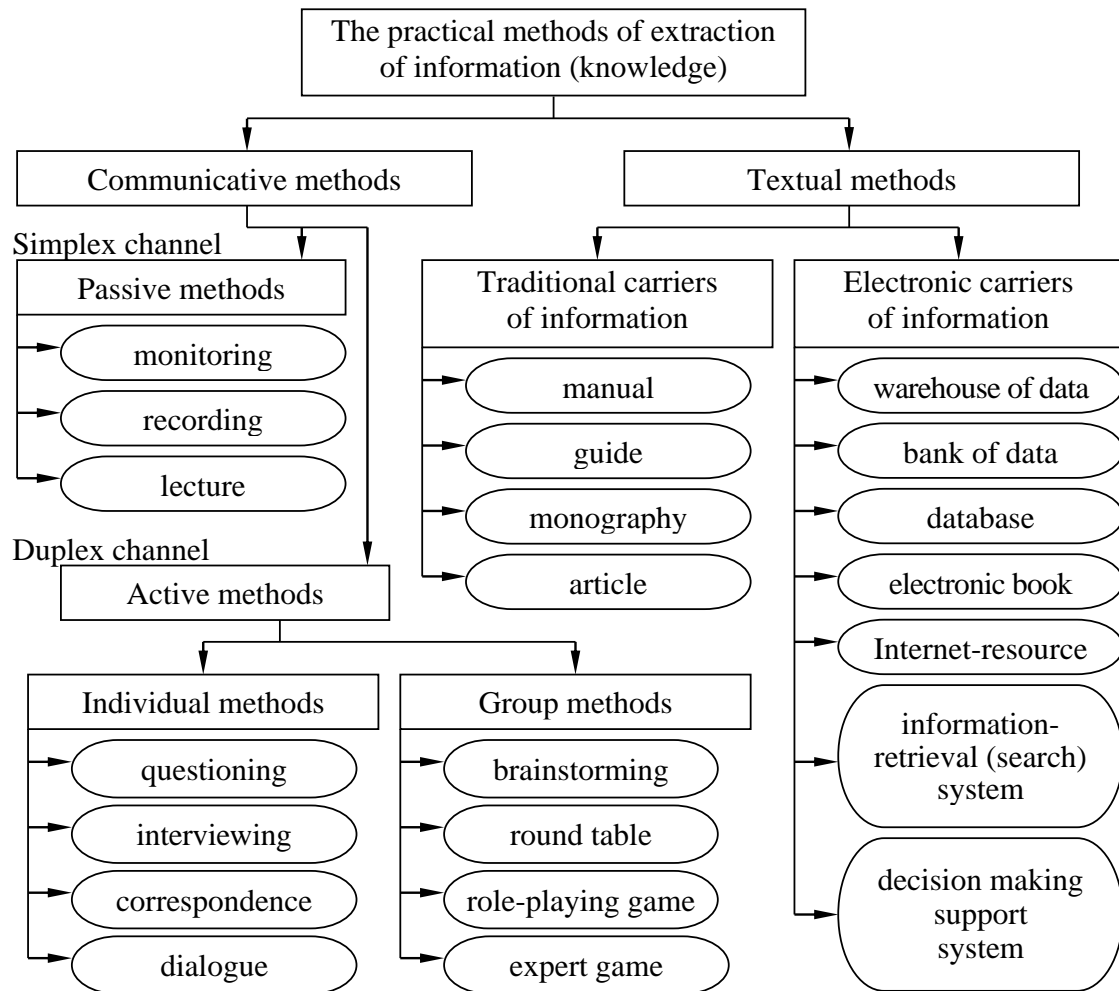 The practical methods of extraction
of information (knowledge)
Communicative methods
Textual methods
Simplex channel
Passive methods
monitoring
recording
lecture
Traditional carriers
of information
manual
guide
monography
article
Electronic carriers
of information
warehouse of data
bank of data
database
electronic book
Internet-resource
information-
retrieval (search)
system
decision making
support
system
Duplex channel
Active methods
Individual methods
questioning
interviewing
correspondence
dialogue
Group methods
brainstorming
round table
role-playing game
expert game